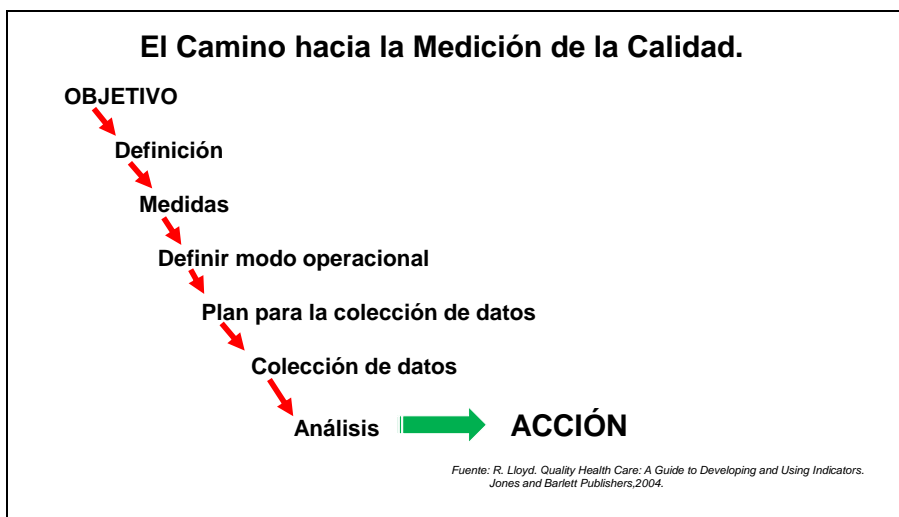 El Camino hacia la Medición de la Calidad.
OBJETIVO
Definición
Medidas
Definir modo operacional
Plan para la colección de datos
Colección de datos
Análisis
ACCIÓN
Fuente: R. Lloyd. Quality Health Care: A Guide to Developing and Using Indicators.
Jones and Barlett Publishers,2004.